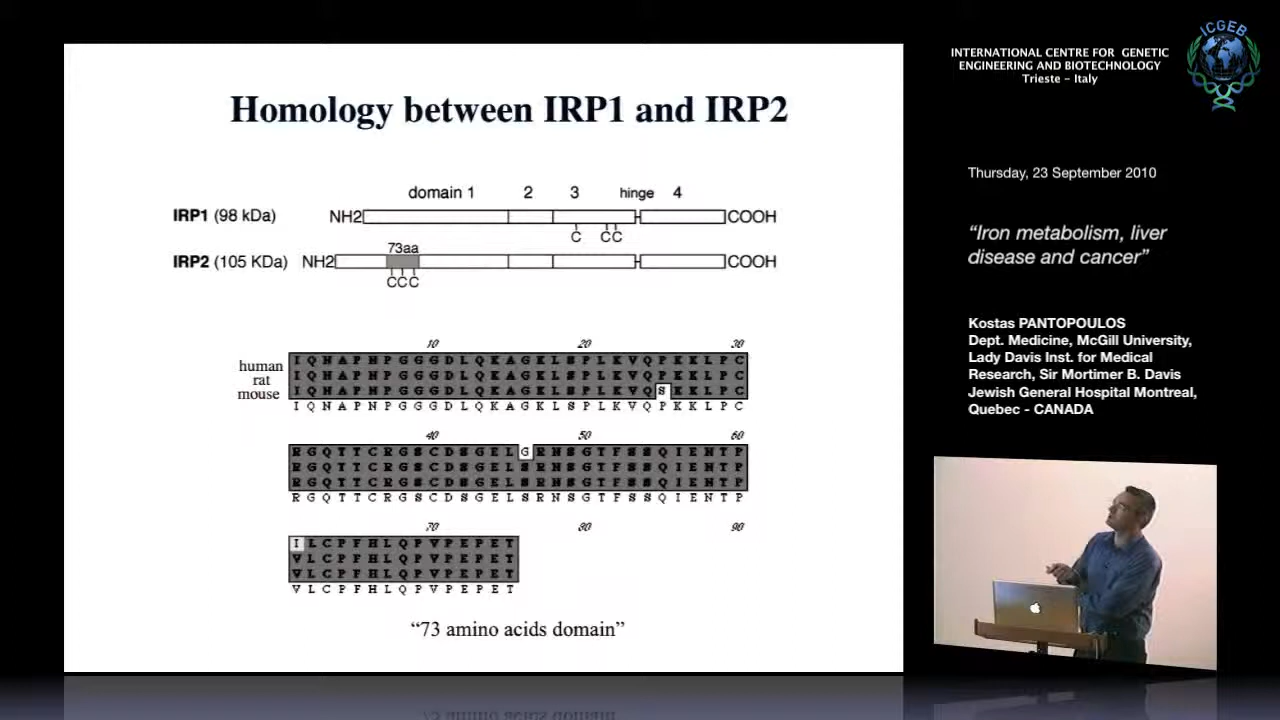 Homology between IRP1 and IRP2
domain 1 2 3 hinge 4
IRP1 (98 kDa) NH2 COOH
C CC
73aa
IRP2 (105 KDa) NH2 COOH
CCC
10 20 30
human I Q N A P N P G G G D L Q K A G K L S P L K V Q P K K L P C
rat I Q N A P N P G G G D L Q K A G K L S P L K V Q P K K L P C
mouse I Q N A P N P G G G D L Q K A G K L S P L K V Q S K K L P C
I Q N A P N P G G G D L Q K A G K L S P L K V Q P K K L P C
40 50 60
R G Q T T C R G S C D S G E L G R N S G T F S S Q I E N T P
R G Q T T C R G S C D S G E L S R N S G T F S S Q I E N T P
R G Q T T C R G S C D S G E L S R N S G T F S S Q I E N T P
R G Q T T C R G S C D S G E L S R N S G T F S S Q I E N T P
70 80 90
I L C P F H L Q P V P E P E T
V L C P F H L Q P V P E P E T
V L C P F H L Q P V P E P E T
V L C P F H L Q P V P E P E T
“73 amino acids domain”
INTERNATIONAL CENTRE FOR GENETIC
ENGINEERING AND BIOTECHNOLOGY
Trieste – Italy
ICGEB
Thursday, 23 September 2010
“Iron metabolism, liver
disease and cancer”
Kostas PANTOPOULOS
Dept. Medicine, McGill University,
Lady Davis Inst. for Medical
Research, Sir Mortimer B. Davis
Jewish General Hospital Montreal,
Quebec - CANADA